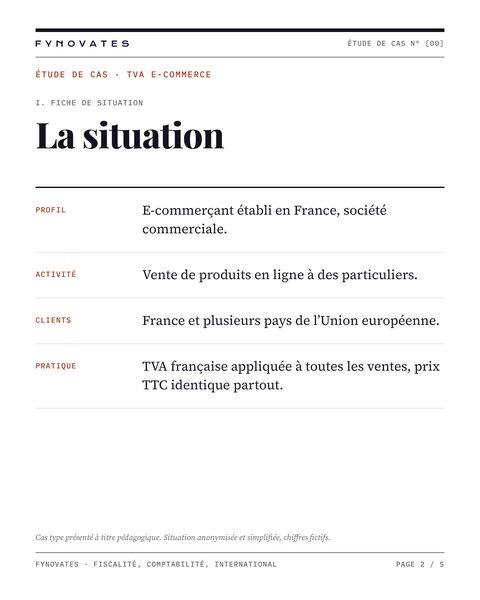 FYNOVATES
ÉTUDE DE CAS N° [00]
ÉTUDE DE CAS · TVA E-COMMERCE
I. FICHE DE SITUATION
La situation
PROFIL
E-commerçant établi en France, société
commerciale.
ACTIVITÉ
Vente de produits en ligne à des particuliers.
CLIENTS
France et plusieurs pays de l’Union européenne.
PRATIQUE
TVA française appliquée à toutes les ventes, prix
TTC identique partout.
Cas type présenté à titre pédagogique. Situation anonymisée et simplifiée, chiffres fictifs.
FYNOVATES · FISCALITÉ, COMPTABILITÉ, INTERNATIONAL
PAGE 2 / 5